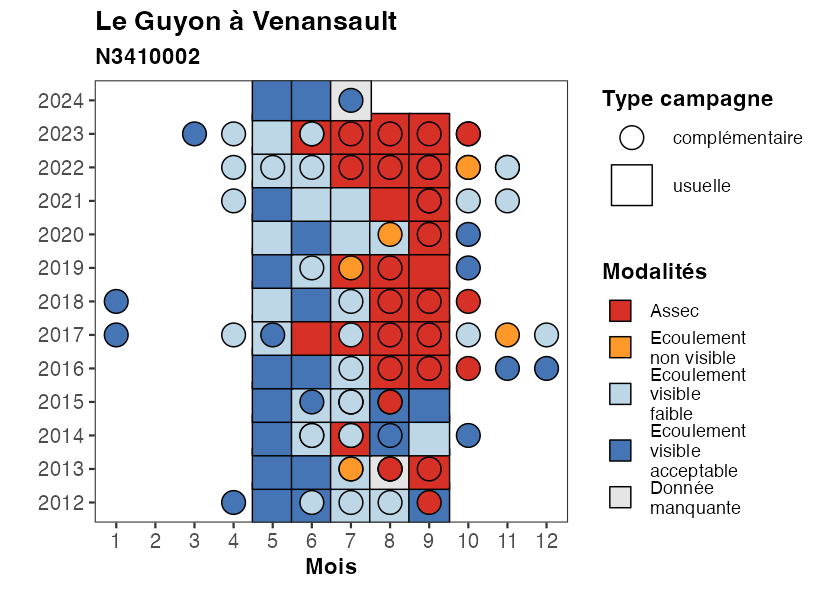 Le Guyon à Venansault
N3410002
2024
2023
2022
2021
2020
2019
2018
2017
2016
2015
2014
2013
2012
1 2 3 4 5 6 7 8 9 10 11 12
Mois
Type campagne
complémentaire
usuelle
Modalités
Assec
Ecoulement
non visible
Ecoulement
visible
faible
Ecoulement
visible
acceptable
Donnée
manquante